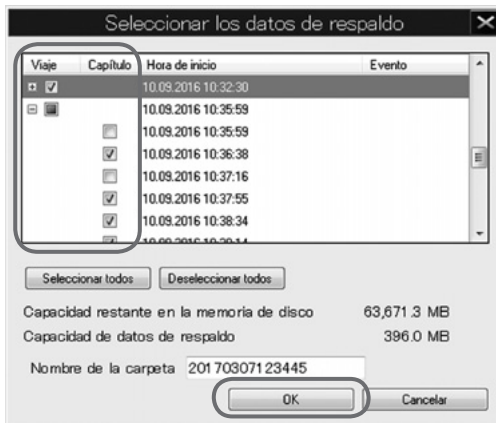 Seleccionar los datos de respaldo
Viaje Capítulo Hora de inicio Evento
10.09.2016 10:32:30
10.09.2016 10:35:59
10.09.2016 10:35:59
10.09.2016 10:36:38
10.09.2016 10:37:16
10.09.2016 10:37:55
10.09.2016 10:38:34
Seleccionar todos Deseleccionar todos
Capacidad restante en la memoria de disco 63,671.3 MB
Capacidad de datos de respaldo 396.0 MB
Nombre de la carpeta 20170307123445
OK Cancelar